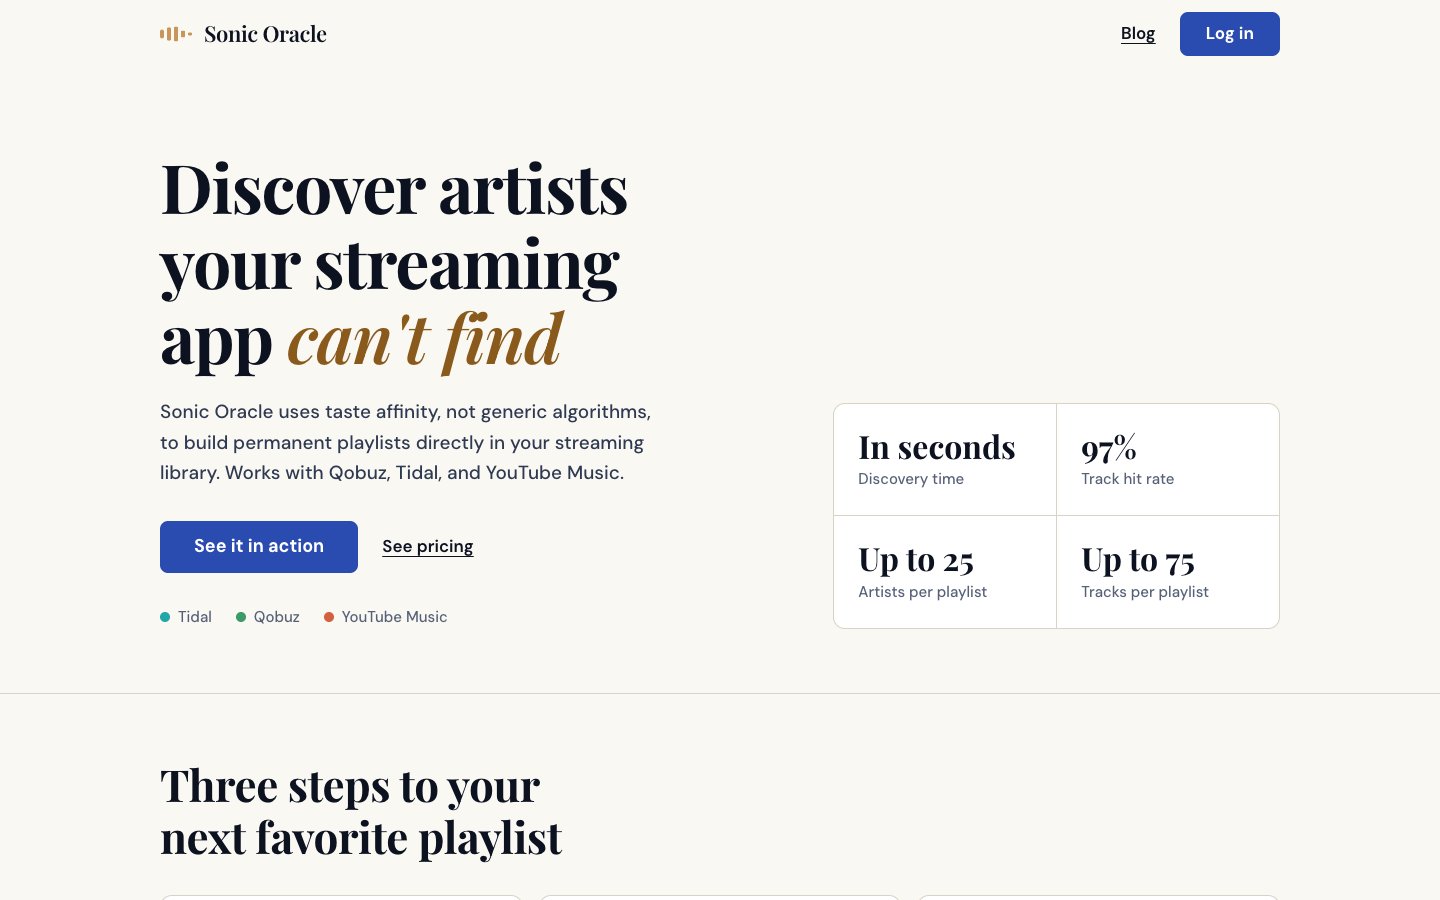 Sonic Oracle
Blog
Log in
Discover artists
your streaming
app can't find
Sonic Oracle uses taste affinity, not generic algorithms,
to build permanent playlists directly in your streaming
library. Works with Qobuz, Tidal, and YouTube Music.
See it in action
See pricing
Tidal
Qobuz
YouTube Music
In seconds
Discovery time
97%
Track hit rate
Up to 25
Artists per playlist
Up to 75
Tracks per playlist
Three steps to your
next favorite playlist